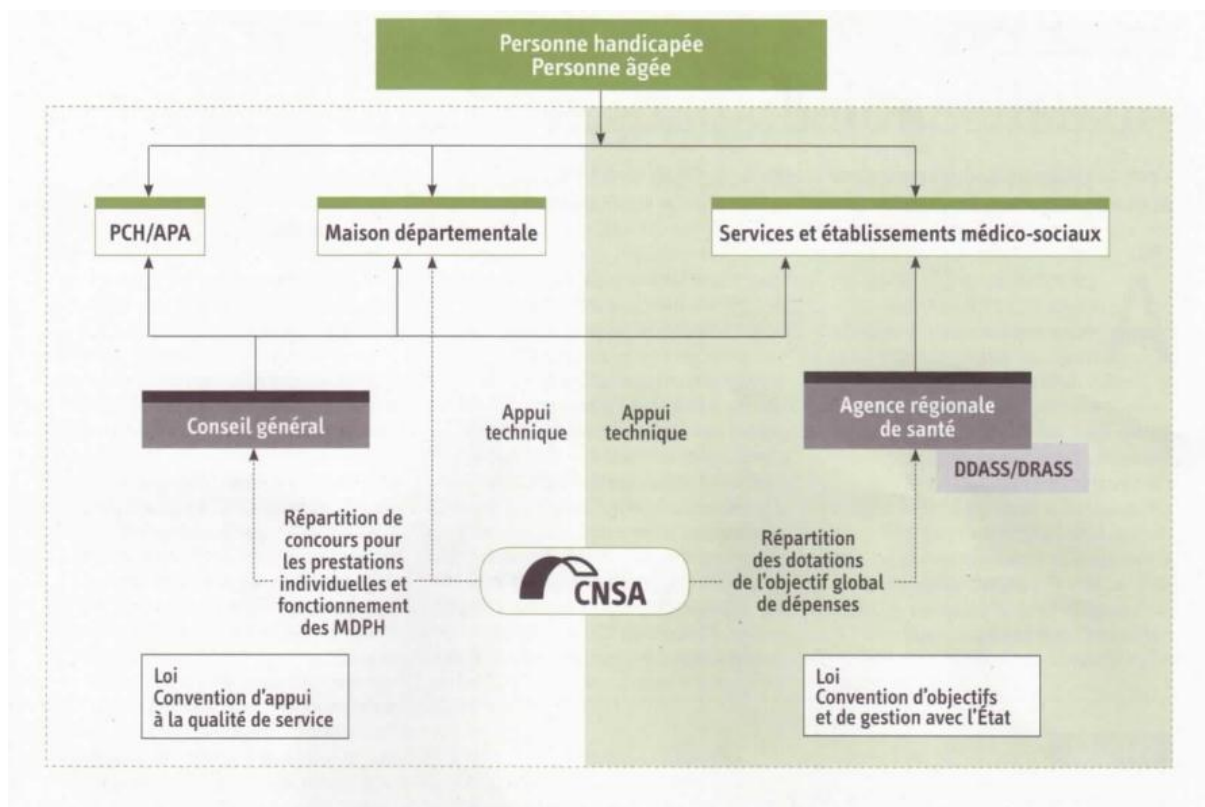 Personne handicapée
Personne âgée
PCH/APA
Maison départementale
Services et établissements médico-sociaux
Conseil général
Appui
technique
Appui
technique
Agence régionale
de santé
DDASS/DRASS
Répartition de
concours pour
les prestations
individuelles et
fonctionnement
des MDPH
CNSA
Répartition
des dotations
de l'objectif global
de dépenses
Loi
Convention d'appui
à la qualité de service
Loi
Convention d'objectifs
et de gestion avec l'État